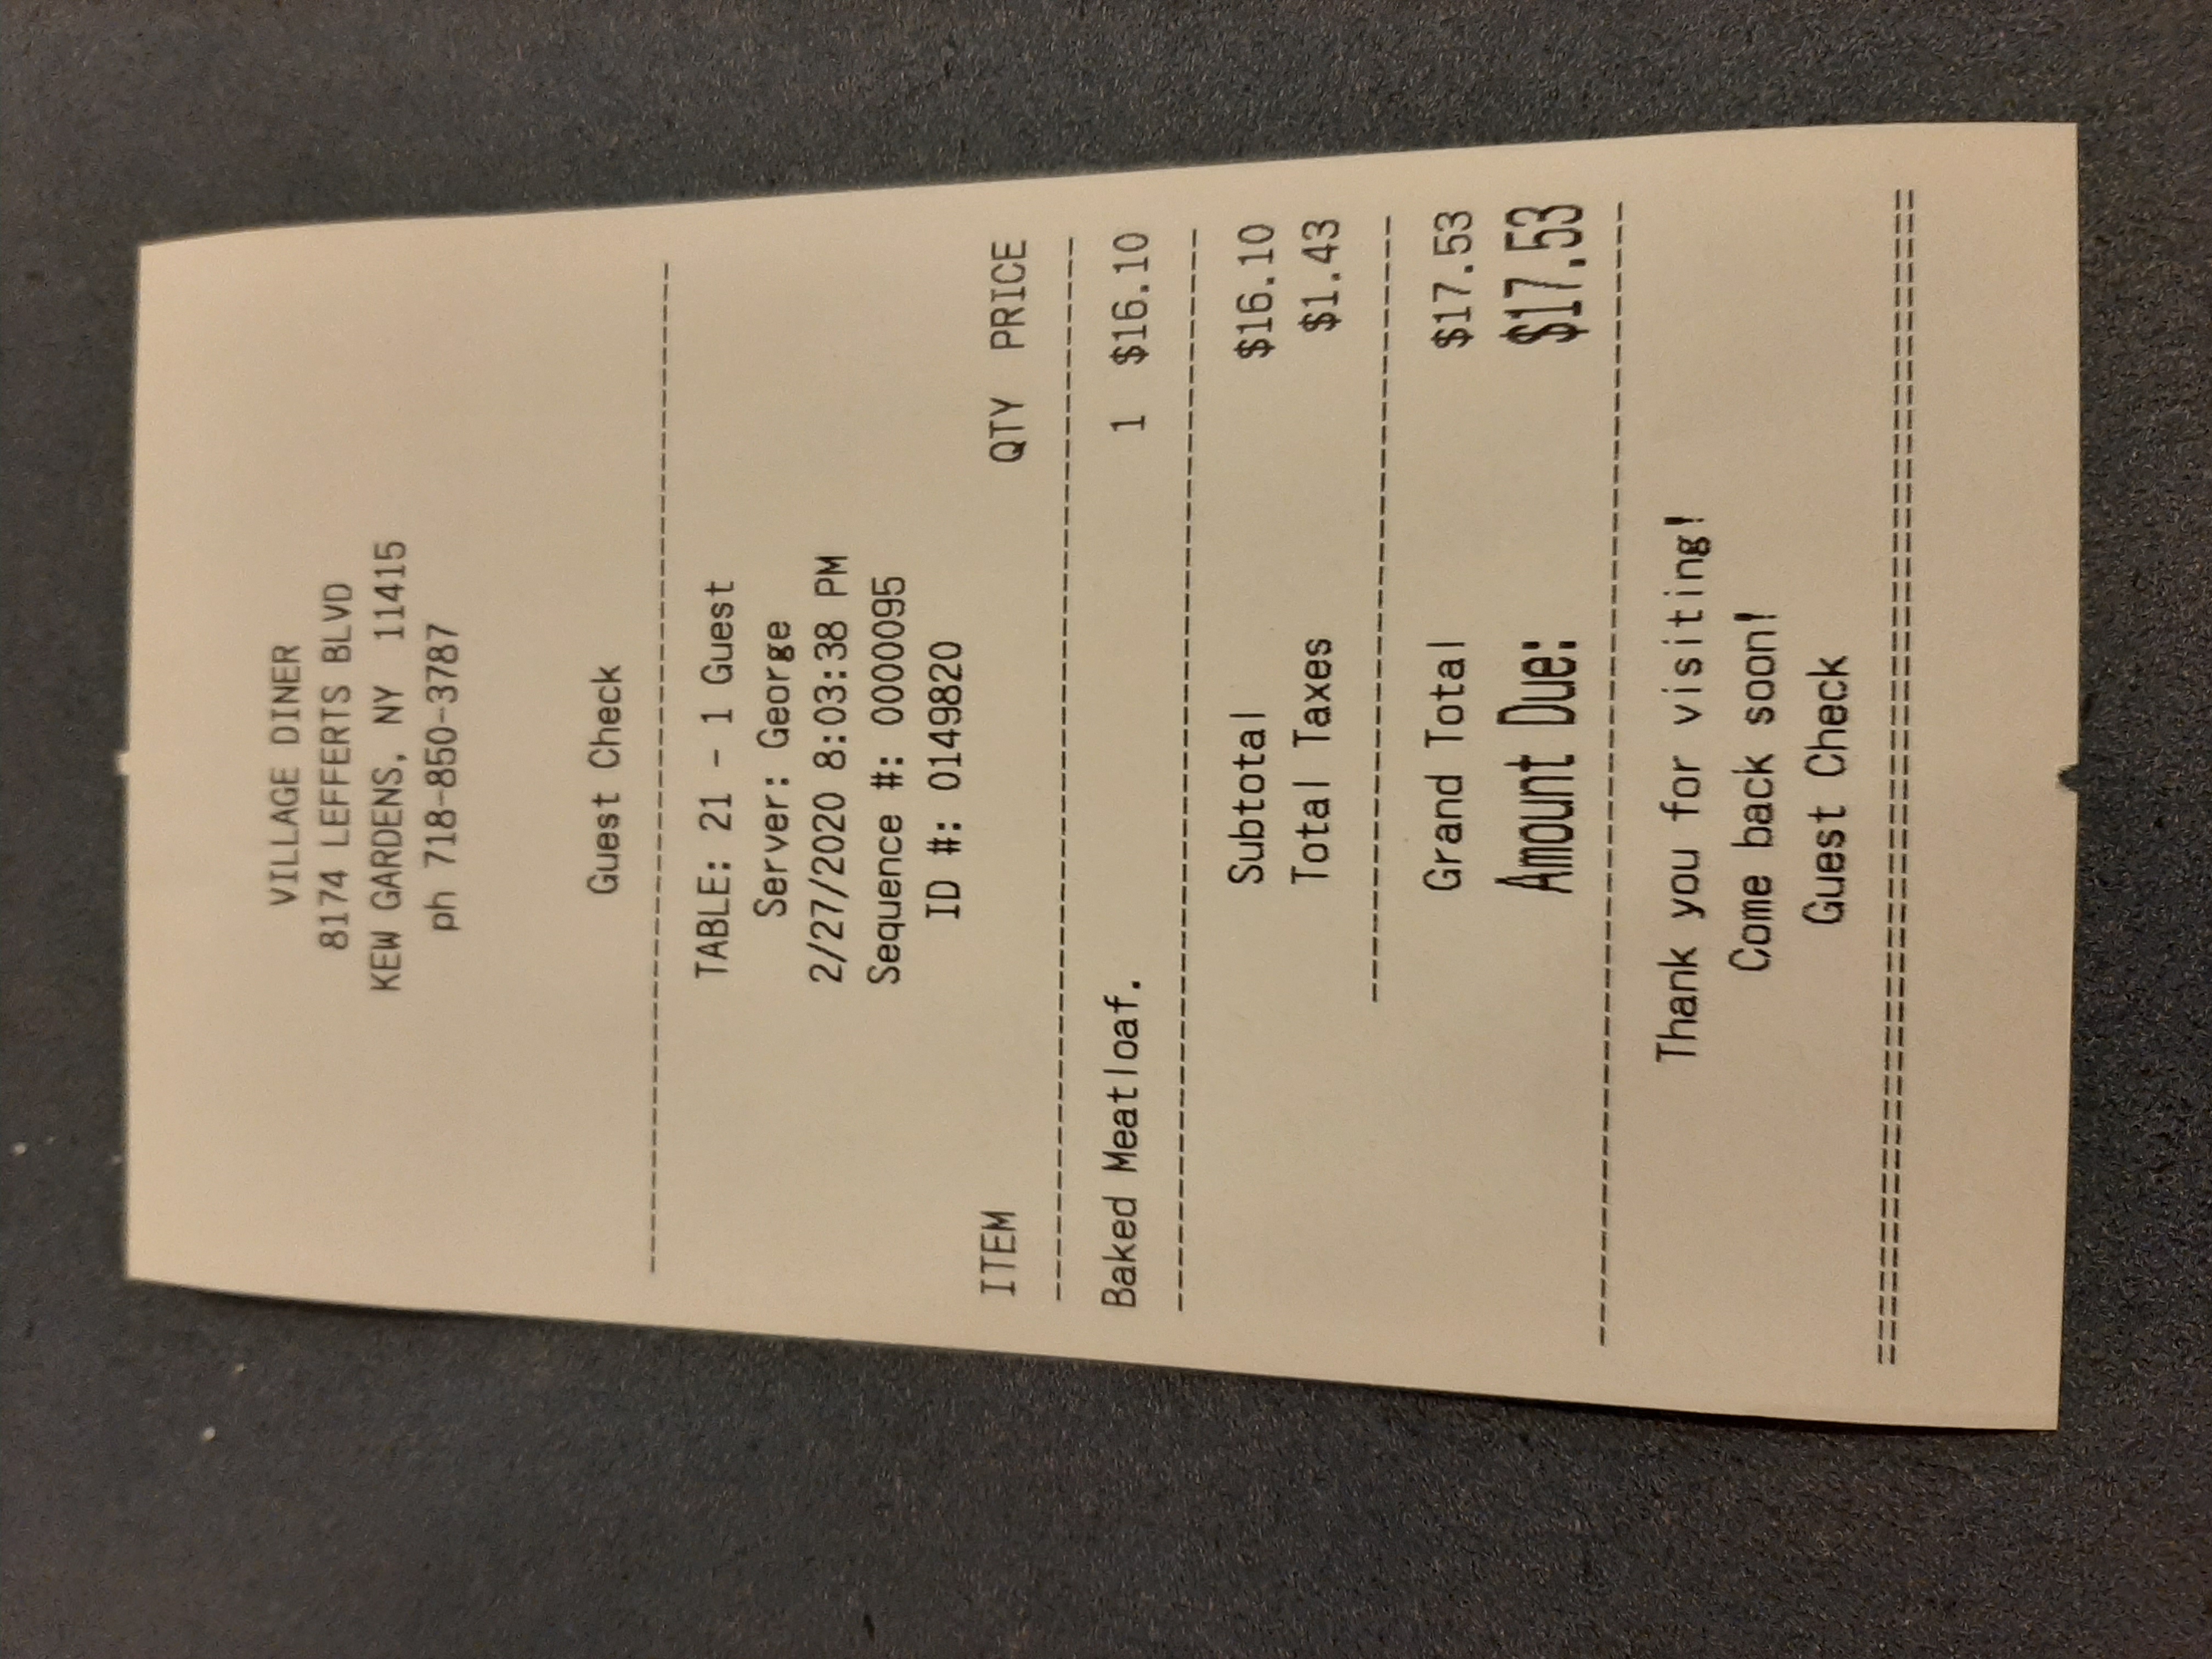 VILLAGE DINER
8174 LEFFERTS BLVD
KEW GARDENS, NY 11415
ph 718-850-3787
Guest Check
TABLE: 21 - 1 Guest
Server: George
2/27/2020 8:03:38 PM
Sequence #: 0000095
ID #: 0149820
ITEM QTY PRICE
Baked Meatloaf. 1 $16.10
Subtotal $16.10
Total Taxes $1.43
Grand Total $17.53
Amount Due: $17.53
Thank you for visiting!
Come back soon!
Guest Check